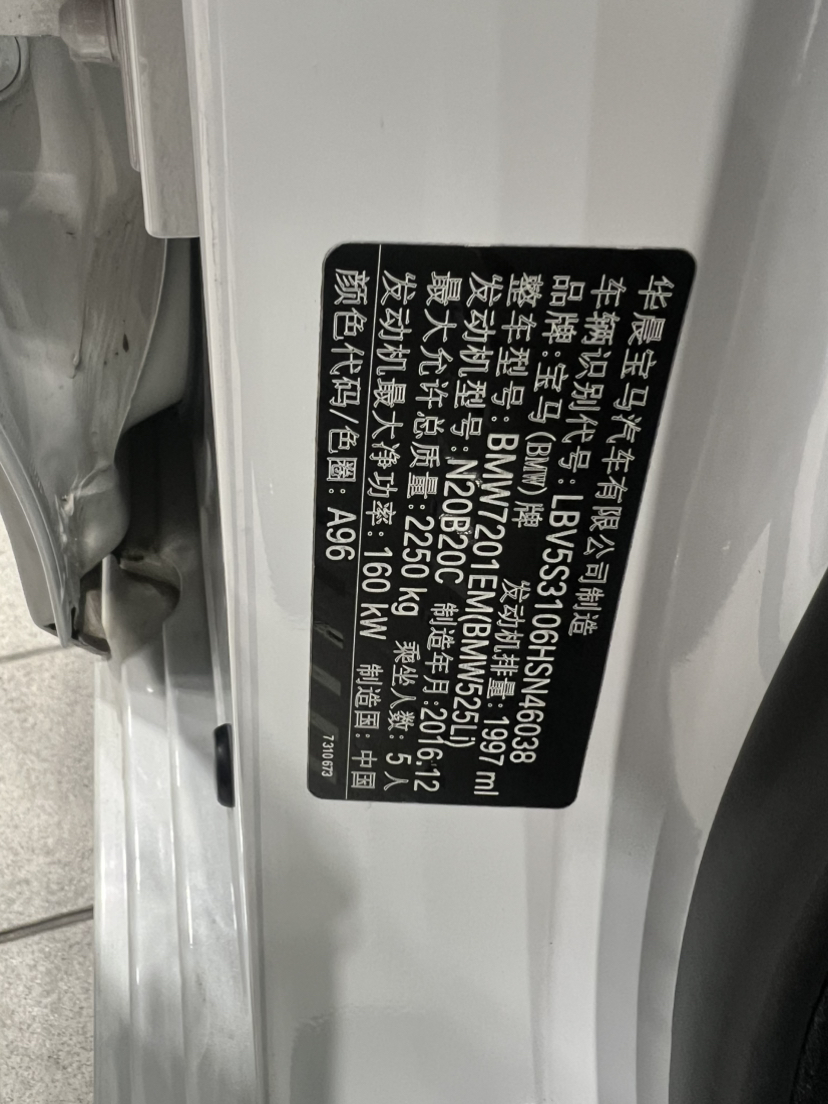 华晨宝马汽车有限公司制造
车辆识别代号:LBV5S3106HSN46038
品牌:宝马(BMW)牌 发动机排量:1997 ml
整车型号:BMW7201EM(BMW525Li)
发动机型号:N20B20C 制造年月:2016.12
最大允许总质量:2250 kg 乘坐人数:5人
发动机最大净功率:160 kW 制造国:中国
颜色代码/色圈:A96
7 310 673